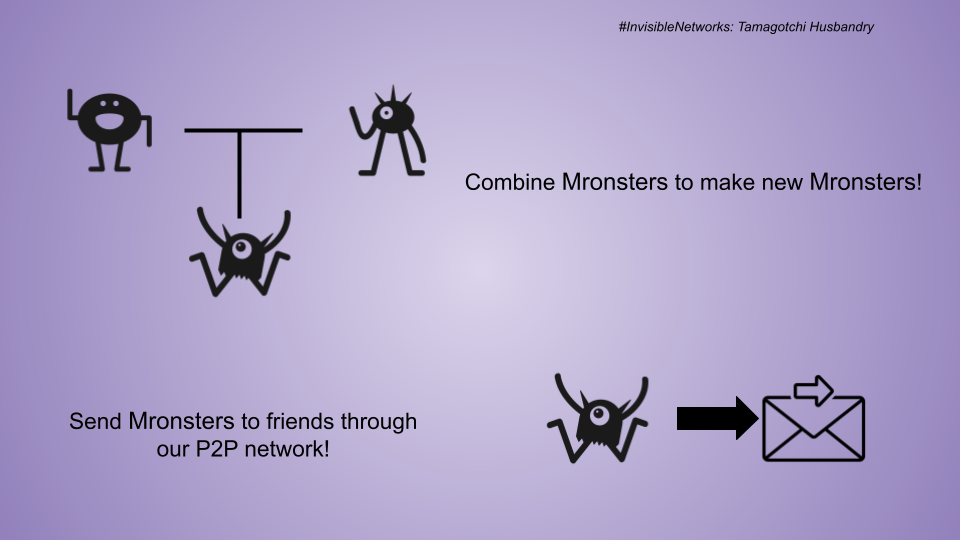 #InvisibleNetworks: Tamagotchi Husbandry
Combine Mronsters to make new Mronsters!
Send Mronsters to friends through
our P2P network!